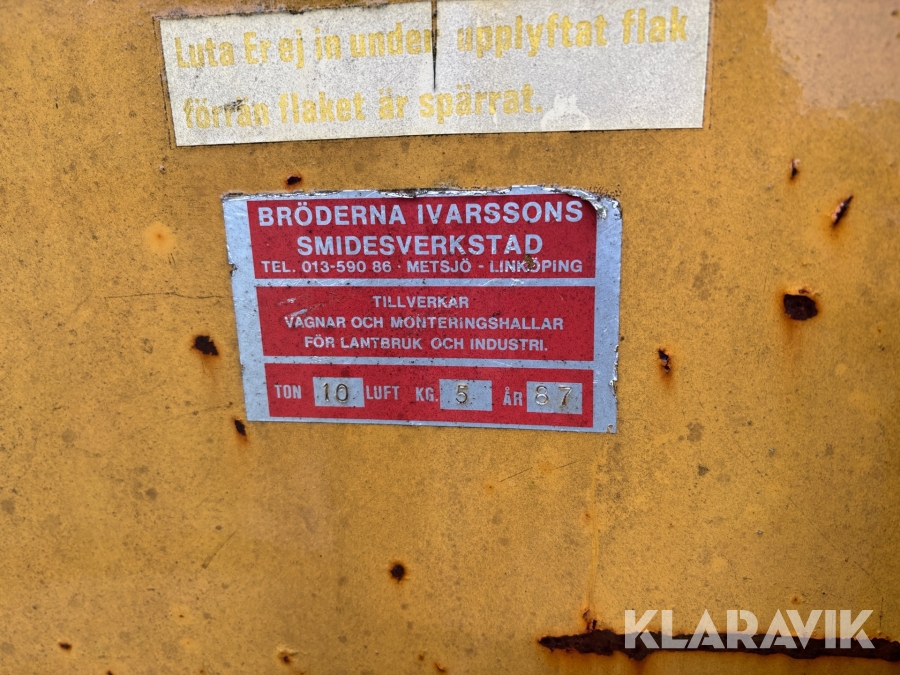 Luta Er ej in under upplyftat flak
förrän flaket är spärrat.
BRÖDERNA IVARSSONS
SMIDESVERKSTAD
TEL. 013-590 86 · METSJÖ - LINKÖPING
TILLVERKAR
VAGNAR OCH MONTERINGSHALLAR
FÖR LANTBRUK OCH INDUSTRI.
TON 10 LUFT KG. 5 ÅR 67
KLARAVIK